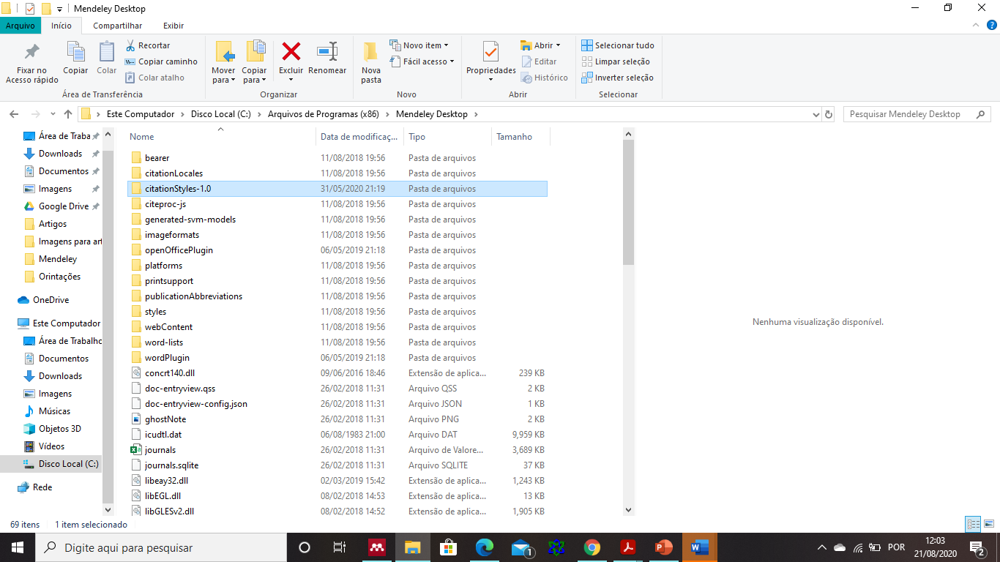 Mendeley Desktop
Arquivo Início Compartilhar Exibir
Fixar no Acesso rápido
Copiar
Colar
Recortar
Copiar caminho
Colar atalho
Área de Transferência
Mover para
Copiar para
Excluir
Renomear
Organizar
Nova pasta
Novo item
Fácil acesso
Novo
Propriedades
Abrir
Editar
Histórico
Abrir
Selecionar tudo
Limpar seleção
Inverter seleção
Selecionar
Este Computador > Disco Local (C:) > Arquivos de Programas (x86) > Mendeley Desktop >
Pesquisar Mendeley Desktop
Área de Traba
Downloads
Documentos
Imagens
Google Drive
Artigos
Imagens para art
Mendeley
Orintações
OneDrive
Este Computador
Área de Trabalho
Documentos
Downloads
Imagens
Músicas
Objetos 3D
Vídeos
Disco Local (C:)
Rede
Nome Data de modificaç... Tipo Tamanho
bearer 11/08/2018 19:56 Pasta de arquivos
citationLocales 11/08/2018 19:56 Pasta de arquivos
citationStyles-1.0 31/05/2020 21:19 Pasta de arquivos
citeproc-js 11/08/2018 19:56 Pasta de arquivos
generated-svm-models 11/08/2018 19:56 Pasta de arquivos
imageformats 11/08/2018 19:56 Pasta de arquivos
openOfficePlugin 06/05/2019 21:18 Pasta de arquivos
platforms 11/08/2018 19:56 Pasta de arquivos
printsupport 11/08/2018 19:56 Pasta de arquivos
publicationAbbreviations 11/08/2018 19:56 Pasta de arquivos
styles 11/08/2018 19:56 Pasta de arquivos
webContent 11/08/2018 19:56 Pasta de arquivos
word-lists 11/08/2018 19:56 Pasta de arquivos
wordPlugin 06/05/2019 21:18 Pasta de arquivos
concrt140.dll 09/06/2016 18:46 Extensão de aplica... 239 KB
doc-entryview.qss 26/02/2018 11:31 Arquivo QSS 2 KB
doc-entryview-config.json 26/02/2018 11:31 Arquivo JSON 1 KB
ghostNote 26/02/2018 11:31 Arquivo PNG 2 KB
icudtl.dat 06/08/1983 21:00 Arquivo DAT 9,959 KB
journals 26/02/2018 11:31 Arquivo de Valore... 3,689 KB
journals.sqlite 26/02/2018 11:31 Arquivo SQLITE 37 KB
libeay32.dll 02/03/2019 15:42 Extensão de aplica... 1,243 KB
libEGL.dll 08/02/2018 14:53 Extensão de aplica... 13 KB
libGLESv2.dll 08/02/2018 14:52 Extensão de aplica... 1,905 KB
Nenhuma visualização disponível.
69 itens 1 item selecionado
Digite aqui para pesquisar
1
POR
12:03
21/08/2020
2